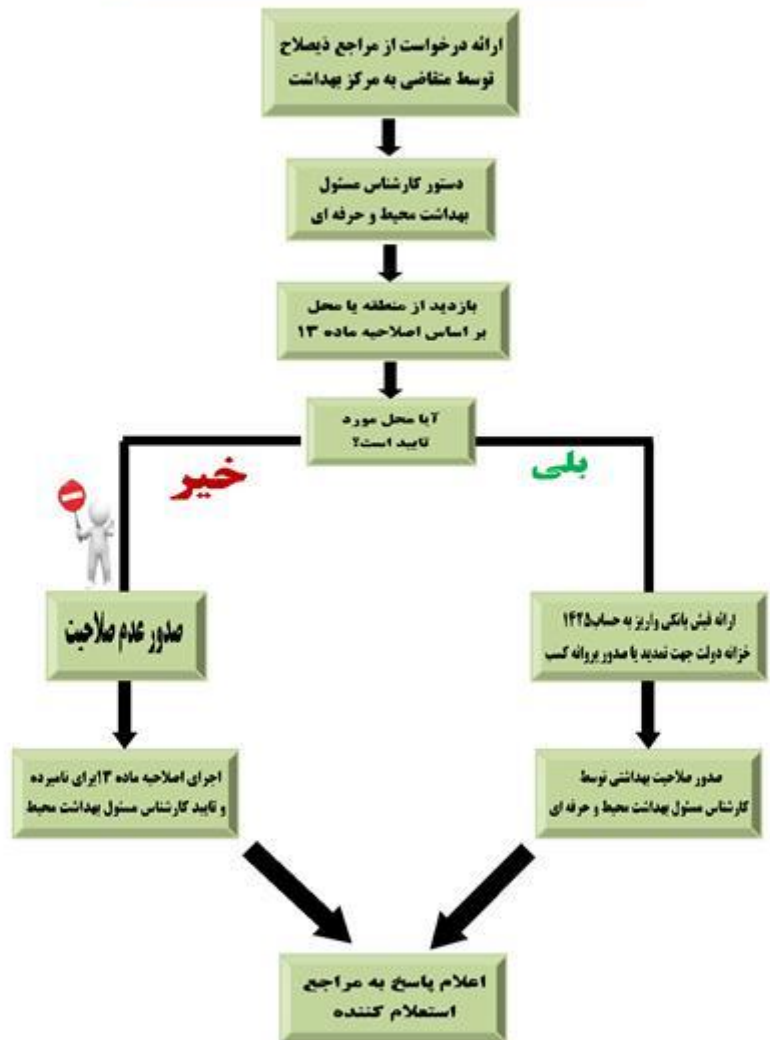 ارائه درخواست از مراجع ذیصلاح
توسط متقاضی به مرکز بهداشت
دستور کارشناس مسئول
بهداشت محیط و حرفه ای
بازدید از منطقه یا محل
بر اساس اصلاحیه ماده ۱۳
آیا محل مورد
تایید است؟
خیر
بلی
صدور عدم صلاحیت
ارائه فیش بانکی واریز به حساب۱۴۲۵
خزانه دولت جهت تمدید یا صدور پروانه کسب
اجرای اصلاحیه ماده ۱۳برای نامبرده
و تایید کارشناس مسئول بهداشت محیط
صدور صلاحیت بهداشتی توسط
کارشناس مسئول بهداشت محیط و حرفه ای
اعلام پاسخ به مراجع
استعلام کننده